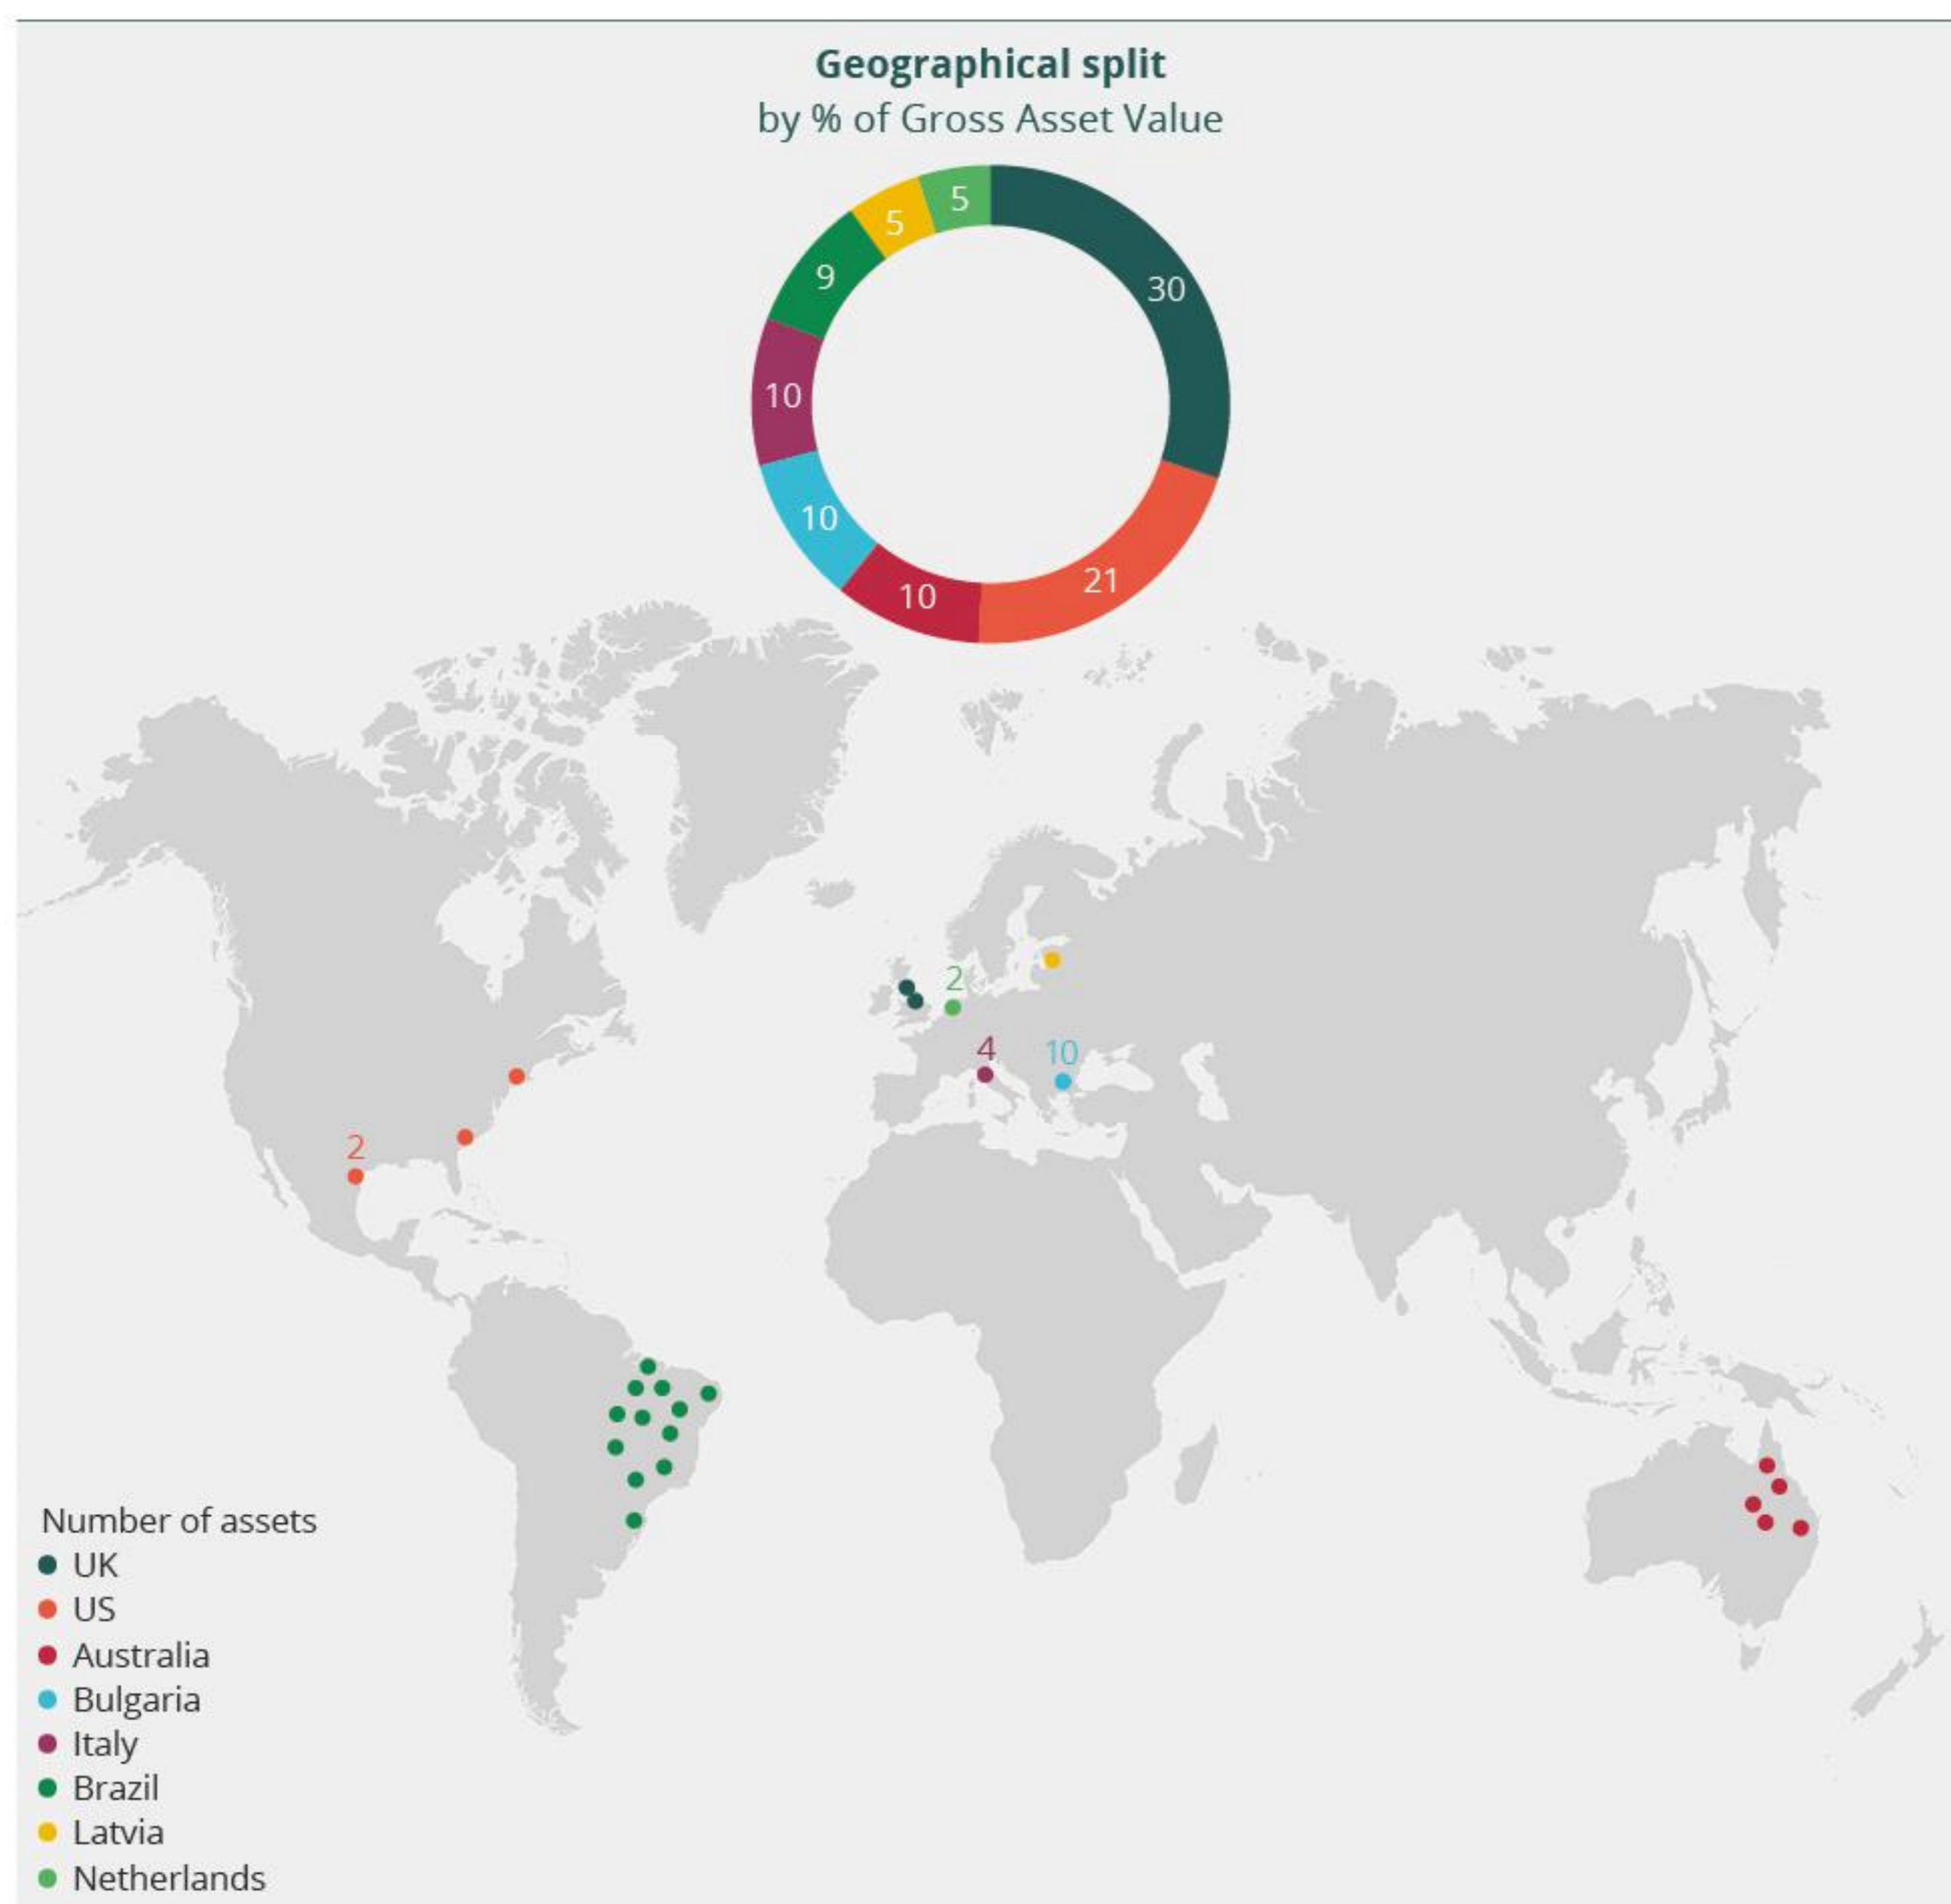 Geographical split
by % of Gross Asset Value
5
5
30
9
10
10
21
10
2
4
10
2
Number of assets
UK
US
Australia
Bulgaria
Italy
Brazil
Latvia
Netherlands